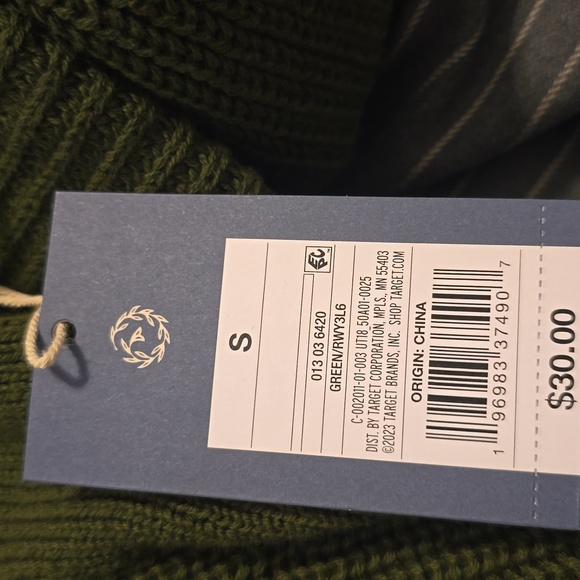 S
013 03 6420
GREEN/RWY3L6
C-002011-01-003 UT18 50A01-0025
DIST. BY TARGET CORPORATION, MPLS, MN 55403
©2023 TARGET BRANDS, INC. SHOP TARGET.COM
ORIGIN: CHINA
1 96983 37490 7
$30.00